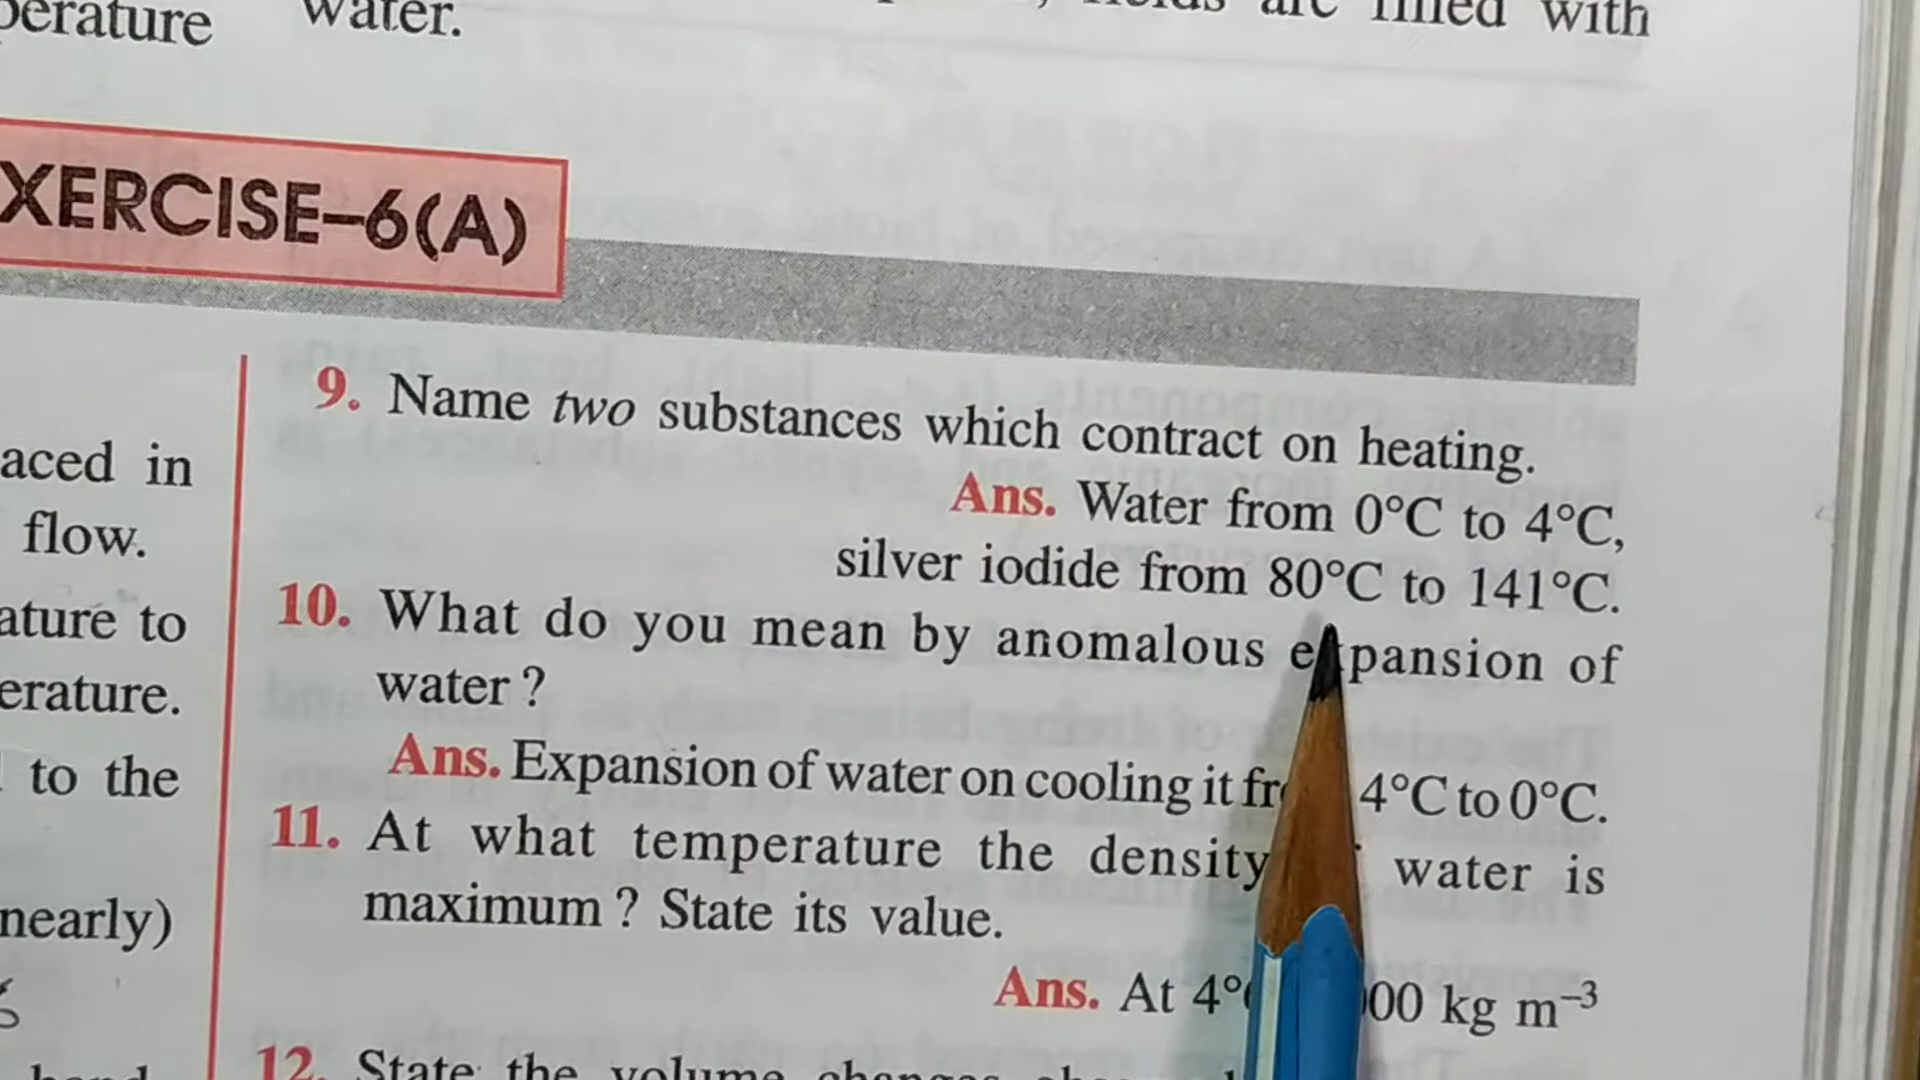 water.
with
XERCISE–6(A)
aced in
flow.
ature to
erature.
to the
nearly)
9. Name two substances which contract on heating.
Ans. Water from 0°C to 4°C,
silver iodide from 80°C to 141°C.
10. What do you mean by anomalous expansion of
water ?
Ans. Expansion of water on cooling it 4°C to 0°C.
11. At what temperature the density water is
maximum ? State its value.
Ans. At 4° 00 kg m⁻³
12. State the volume